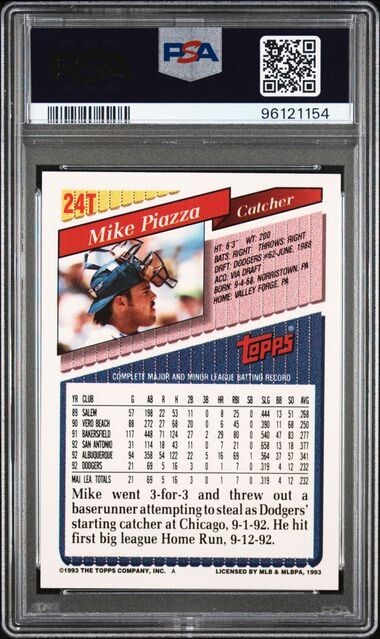 PSA
PSA
96121154
24T
Mike Piazza
Catcher
HT: 6'3" WT: 200
BATS: RIGHT THROWS: RIGHT
DRFT: DODGERS #62-JUNE, 1988
ACQ: VIA DRAFT
BORN: 9-4-68, NORRISTOWN, PA
HOME: VALLEY FORGE, PA
Topps®
COMPLETE MAJOR AND MINOR LEAGUE BATTING RECORD
YR CLUB G AB R H 2B 3B HR RBI SB SLG BB SO AVG
89 SALEM 57 198 22 53 11 0 8 25 0 444 13 51 268
90 VERO BEACH 88 272 27 68 20 0 6 45 0 390 11 68 250
91 BAKERSFIELD 117 448 71 124 27 2 29 80 0 540 47 83 277
92 SAN ANTONIO 31 114 18 43 11 0 7 21 0 658 13 18 377
92 ALBUQUERQUE 94 358 54 122 22 5 16 69 1 564 37 57 341
92 DODGERS 21 69 5 16 3 0 1 7 0 319 4 12 232
MAJ. LEA. TOTALS 21 69 5 16 3 0 1 7 0 319 4 12 232
Mike went 3-for-3 and threw out a
baserunner attempting to steal as Dodgers'
starting catcher at Chicago, 9-1-92. He hit
first big league Home Run, 9-12-92.
©1993 THE TOPPS COMPANY, INC. A LICENSED BY MLB & MLBPA, 1993